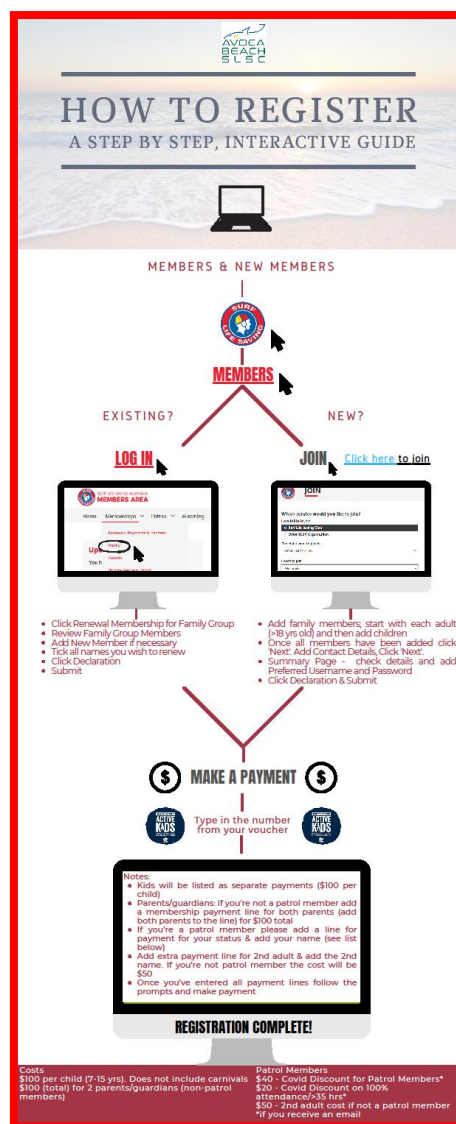 AVOCA
BEACH
SLSC
HOW TO REGISTER
A STEP BY STEP, INTERACTIVE GUIDE
MEMBERS & NEW MEMBERS
SURF
LIFE SAVING
MEMBERS
EXISTING?
NEW?
LOG IN
JOIN
Click here to join
MEMBERS AREA
Home Memberships Patrol eLearning
JOIN
Which service would you like to join?
Click Renewal Membership for Family Group
Review Family Group Members
Add New Member if necessary
Tick all names you wish to renew
Click Declaration
Submit
Add family members; start with each adult
(>18 yrs old) and then add children
Once all members have been added click
'Next'. Add Contact Details, Click 'Next'.
Summary Page - check details and add
Preferred Username and Password
Click Declaration & Submit
$ MAKE A PAYMENT $
ACTIVE
KIDS
Type in the number
from your voucher
ACTIVE
KIDS
Notes:
Kids will be listed as separate payments ($100 per
child)
Parents/guardians: if you're not a patrol member add
a membership payment line for both parents (add
both parents to the line) for $100 total
If you're a patrol member please add a line for
payment for your status & add your name (see list
below)
Add extra payment line for 2nd adult & add the 2nd
name. If you're not patrol member the cost will be
$50
Once you've entered all payment lines follow the
prompts and make payment
REGISTRATION COMPLETE!
Costs
$100 per child (7-15 yrs). Does not include carnivals
$100 (total) for 2 parents/guardians (non-patrol
members)
Patrol Members
$40 - Covid Discount for Patrol Members*
$20 - Covid Discount on 100%
attendance/>35 hrs*
$50 - 2nd adult cost if not a patrol member
*if you receive an email